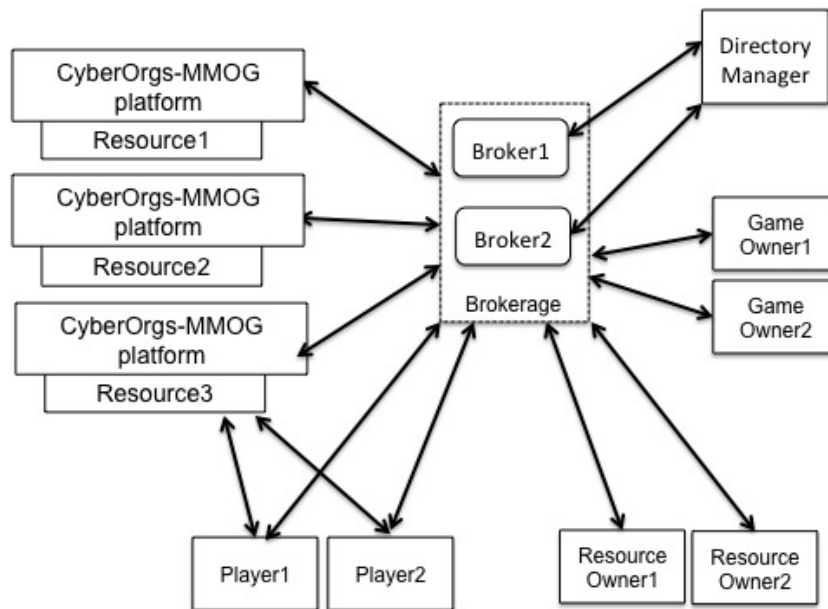 CyberOrgs-MMOG
platform
Resource1
CyberOrgs-MMOG
platform
Resource2
CyberOrgs-MMOG
platform
Resource3
Broker1
Broker2
Brokerage
Directory
Manager
Game
Owner1
Game
Owner2
Player1
Player2
Resource
Owner1
Resource
Owner2